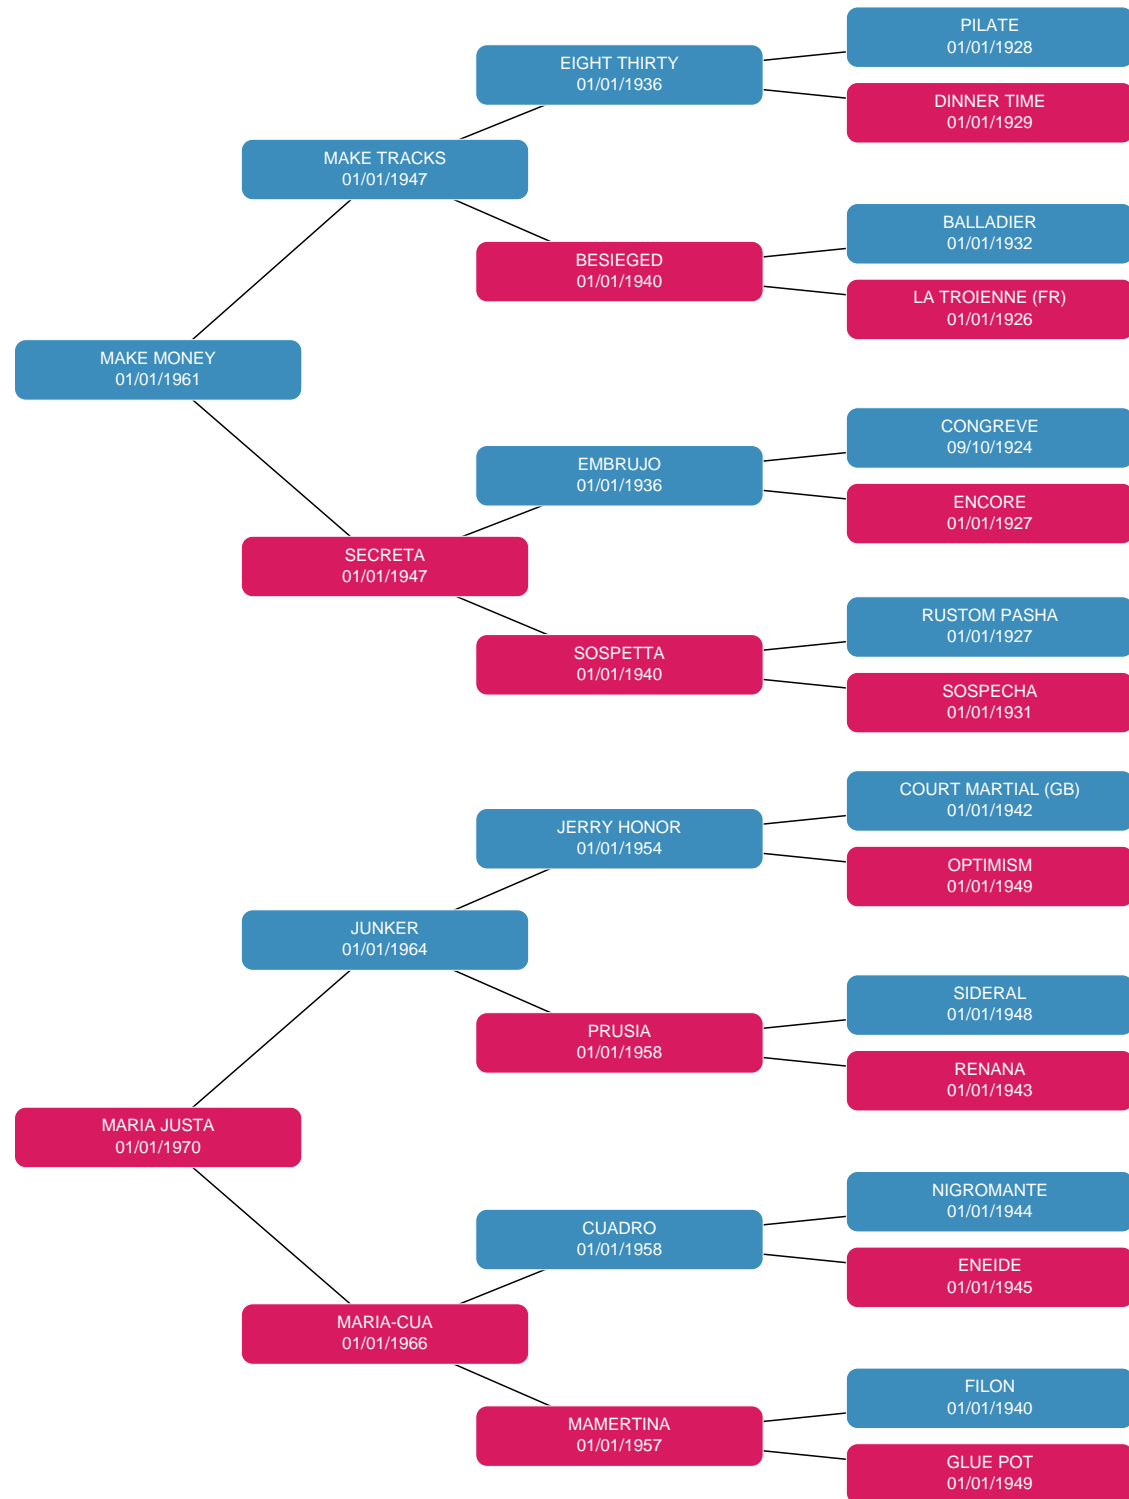 PILATE
01/01/1928
EIGHT THIRTY
01/01/1936
DINNER TIME
01/01/1929
MAKE TRACKS
01/01/1947
BALLADIER
01/01/1932
BESIEGED
01/01/1940
LA TROIENNE (FR)
01/01/1926
MAKE MONEY
01/01/1961
CONGREVE
09/10/1924
EMBRUJO
01/01/1936
ENCORE
01/01/1927
SECRETA
01/01/1947
RUSTOM PASHA
01/01/1927
SOSPETTA
01/01/1940
SOSPECHA
01/01/1931
COURT MARTIAL (GB)
01/01/1942
JERRY HONOR
01/01/1954
OPTIMISM
01/01/1949
JUNKER
01/01/1964
SIDERAL
01/01/1948
PRUSIA
01/01/1958
RENANA
01/01/1943
MARIA JUSTA
01/01/1970
NIGROMANTE
01/01/1944
CUADRO
01/01/1958
ENEIDE
01/01/1945
MARIA-CUA
01/01/1966
FILON
01/01/1940
MAMERTINA
01/01/1957
GLUE POT
01/01/1949